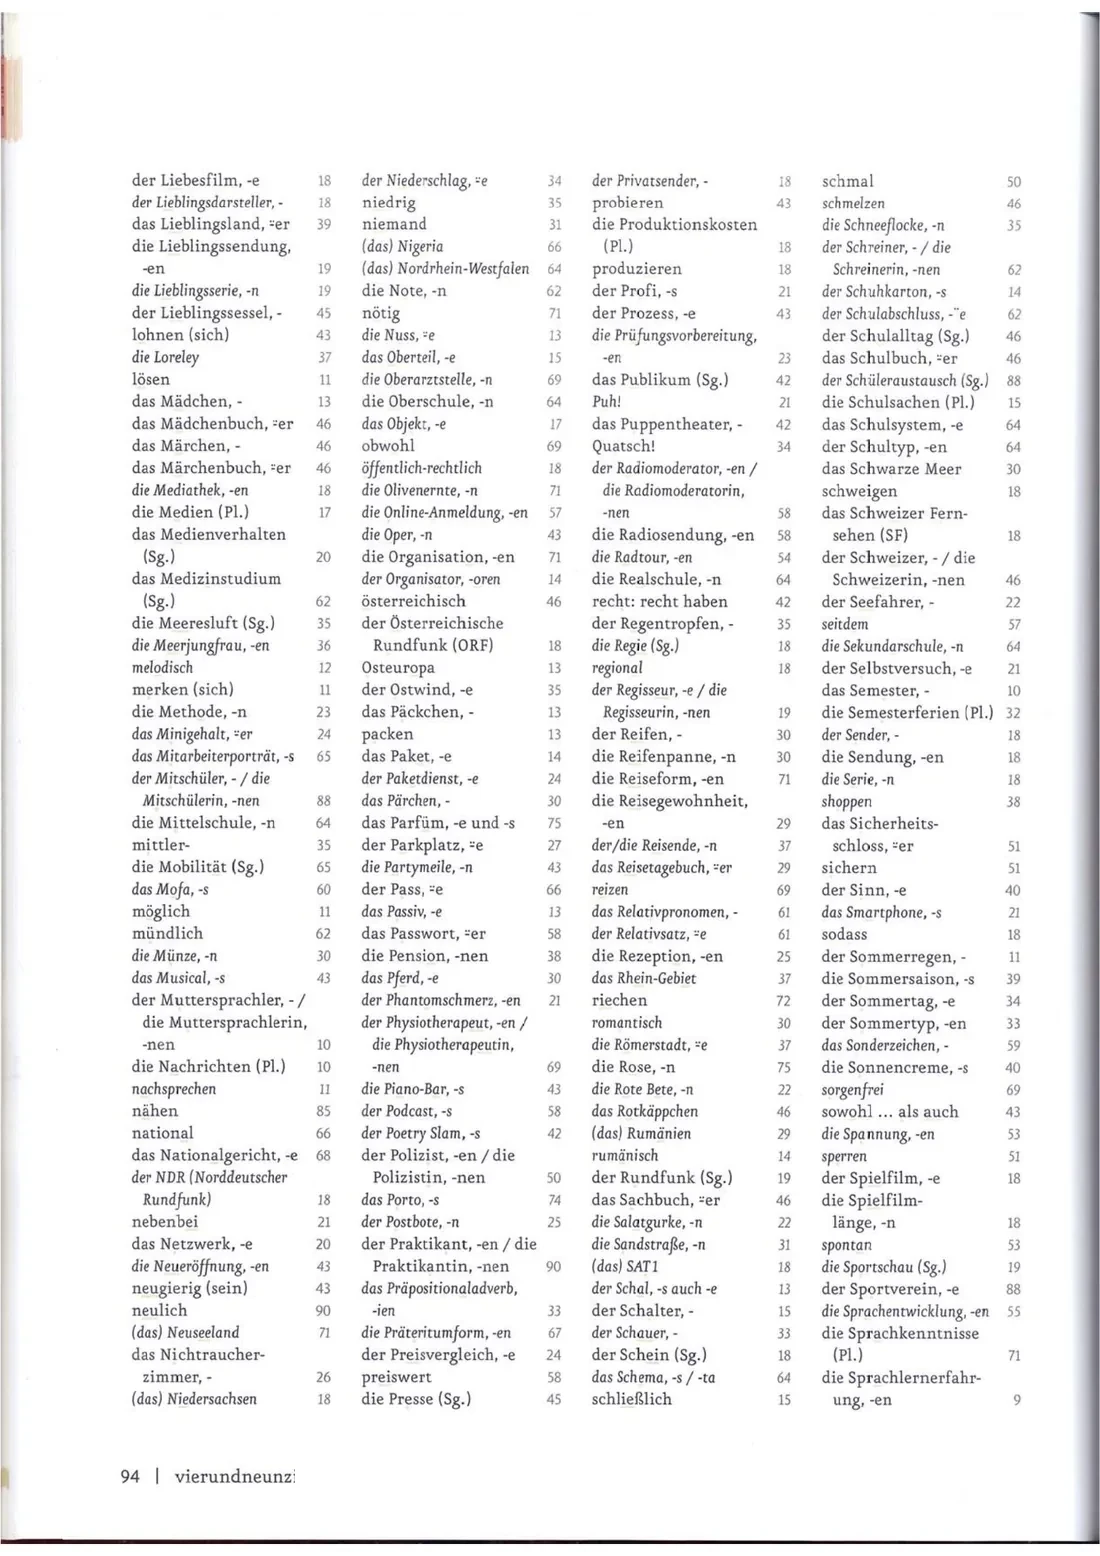 der Liebesfilm, -e 18
der Lieblingsdarsteller, - 18
das Lieblingsland, ⸚er 39
die Lieblingssendung,
-en 19
die Lieblingsserie, -n 19
der Lieblingssessel, - 45
lohnen (sich) 43
die Loreley 37
lösen 11
das Mädchen, - 13
das Mädchenbuch, ⸚er 46
das Märchen, - 46
das Märchenbuch, ⸚er 46
die Mediathek, -en 18
die Medien (Pl.) 17
das Medienverhalten
(Sg.) 20
das Medizinstudium
(Sg.) 62
die Meeresluft (Sg.) 35
die Meerjungfrau, -en 36
melodisch 12
merken (sich) 11
die Methode, -n 23
das Minigehalt, ⸚er 24
das Mitarbeiterporträt, -s 65
der Mitschüler, - / die
Mitschülerin, -nen 88
die Mittelschule, -n 64
mittler- 35
die Mobilität (Sg.) 65
das Mofa, -s 60
möglich 11
mündlich 62
die Münze, -n 30
das Musical, -s 43
der Muttersprachler, - /
die Muttersprachlerin,
-nen 10
die Nachrichten (Pl.) 10
nachsprechen 11
nähen 85
national 66
das Nationalgericht, -e 68
der NDR (Norddeutscher
Rundfunk) 18
nebenbei 21
das Netzwerk, -e 20
die Neueröffnung, -en 43
neugierig (sein) 43
neulich 90
(das) Neuseeland 71
das Nichtraucher-
zimmer, - 26
(das) Niedersachsen 18
der Niederschlag, ⸚e 34
niedrig 35
niemand 31
(das) Nigeria 66
(das) Nordrhein-Westfalen 64
die Note, -n 62
nötig 71
die Nuss, ⸚e 13
das Oberteil, -e 15
die Oberarztstelle, -n 69
die Oberschule, -n 64
das Objekt, -e 17
obwohl 69
öffentlich-rechtlich 18
die Olivenernte, -n 71
die Online-Anmeldung, -en 57
die Oper, -n 43
die Organisation, -en 71
der Organisator, -oren 14
österreichisch 46
der Österreichische
Rundfunk (ORF) 18
Osteuropa 13
der Ostwind, -e 35
das Päckchen, - 13
packen 13
das Paket, -e 14
der Paketdienst, -e 24
das Pärchen, - 30
das Parfüm, -e und -s 75
der Parkplatz, ⸚e 27
die Partymeile, -n 43
der Pass, ⸚e 66
das Passiv, -e 13
das Passwort, ⸚er 58
die Pension, -nen 38
das Pferd, -e 30
der Phantomschmerz, -en 21
der Physiotherapeut, -en /
die Physiotherapeutin,
-nen 69
die Piano-Bar, -s 43
der Podcast, -s 58
der Poetry Slam, -s 42
der Polizist, -en / die
Polizistin, -nen 50
das Porto, -s 74
der Postbote, -n 25
der Praktikant, -en / die
Praktikantin, -nen 90
das Präpositionaladverb,
-ien 33
die Präteritumform, -en 67
der Preisvergleich, -e 24
preiswert 58
die Presse (Sg.) 45
der Privatsender, - 18
probieren 43
die Produktionskosten
(Pl.) 18
produzieren 18
der Profi, -s 21
der Prozess, -e 43
die Prüfungsvorbereitung,
-en 23
das Publikum (Sg.) 42
Puh! 21
das Puppentheater, - 42
Quatsch! 34
der Radiomoderator, -en /
die Radiomoderatorin,
-nen 58
die Radiosendung, -en 58
die Radtour, -en 54
die Realschule, -n 64
recht: recht haben 42
der Regentropfen, - 35
die Regie (Sg.) 18
regional 18
der Regisseur, -e / die
Regisseurin, -nen 19
der Reifen, - 30
die Reifenpanne, -n 30
die Reiseform, -en 71
die Reisegewohnheit,
-en 29
der/die Reisende, -n 37
das Reisetagebuch, ⸚er 29
reizen 69
das Relativpronomen, - 61
der Relativsatz, ⸚e 61
die Rezeption, -en 25
das Rhein-Gebiet 37
riechen 72
romantisch 30
die Römerstadt, ⸚e 37
die Rose, -n 75
die Rote Bete, -n 22
das Rotkäppchen 46
(das) Rumänien 29
rumänisch 14
der Rundfunk (Sg.) 19
das Sachbuch, ⸚er 46
die Salatgurke, -n 22
die Sandstraße, -n 31
(das) SAT1 18
der Schal, -s auch -e 13
der Schalter, - 15
der Schauer, - 33
der Schein (Sg.) 18
das Schema, -s / -ta 64
schließlich 15
schmal 50
schmelzen 46
die Schneeflocke, -n 35
der Schreiner, - / die
Schreinerin, -nen 62
der Schuhkarton, -s 14
der Schulabschluss, -¨e 62
der Schulalltag (Sg.) 46
das Schulbuch, ⸚er 46
der Schüleraustausch (Sg.) 88
die Schulsachen (Pl.) 15
das Schulsystem, -e 64
der Schultyp, -en 64
das Schwarze Meer 30
schweigen 18
das Schweizer Fern-
sehen (SF) 18
der Schweizer, - / die
Schweizerin, -nen 46
der Seefahrer, - 22
seitdem 57
die Sekundarschule, -n 64
der Selbstversuch, -e 21
das Semester, - 10
die Semesterferien (Pl.) 32
der Sender, - 18
die Sendung, -en 18
die Serie, -n 18
shoppen 38
das Sicherheits-
schloss, ⸚er 51
sichern 51
der Sinn, -e 40
das Smartphone, -s 21
sodass 18
der Sommerregen, - 11
die Sommersaison, -s 39
der Sommertag, -e 34
der Sommertyp, -en 33
das Sonderzeichen, - 59
die Sonnencreme, -s 40
sorgenfrei 69
sowohl ... als auch 43
die Spannung, -en 53
sperren 51
der Spielfilm, -e 18
die Spielfilm-
länge, -n 18
spontan 53
die Sportschau (Sg.) 19
der Sportverein, -e 88
die Sprachentwicklung, -en 55
die Sprachkenntnisse
(Pl.) 71
die Sprachlernerfahr-
ung, -en 9
94 | vierundneunzi